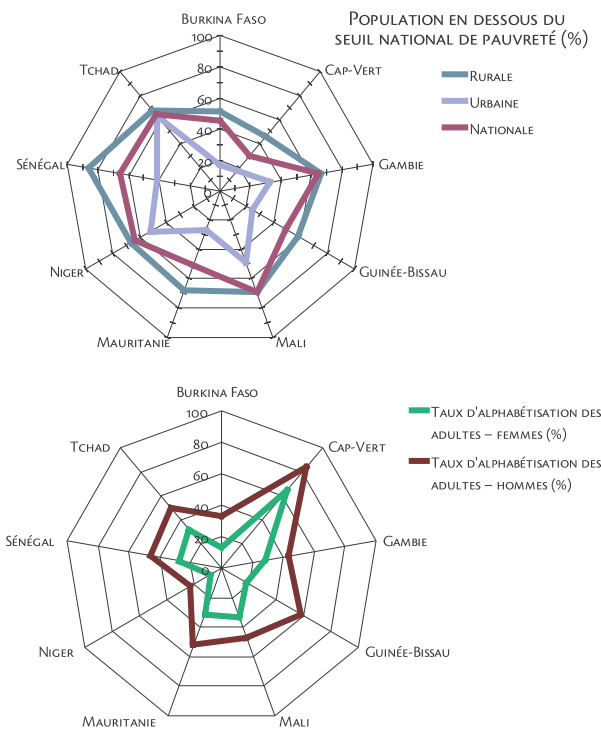 Burkina Faso
Population en dessous du
seuil national de pauvreté (%)
100
80
60
40
20
Tchad
Cap-Vert
Rurale
Urbaine
Nationale
Sénégal
Gambie
Niger
Guinée-Bissau
Mauritanie
Mali
Burkina Faso
100
80
60
40
20
0
Taux d'alphabétisation des
adultes – femmes (%)
Tchad
Cap-Vert
Taux d'alphabétisation des
adultes – hommes (%)
Sénégal
Gambie
Niger
Guinée-Bissau
Mauritanie
Mali